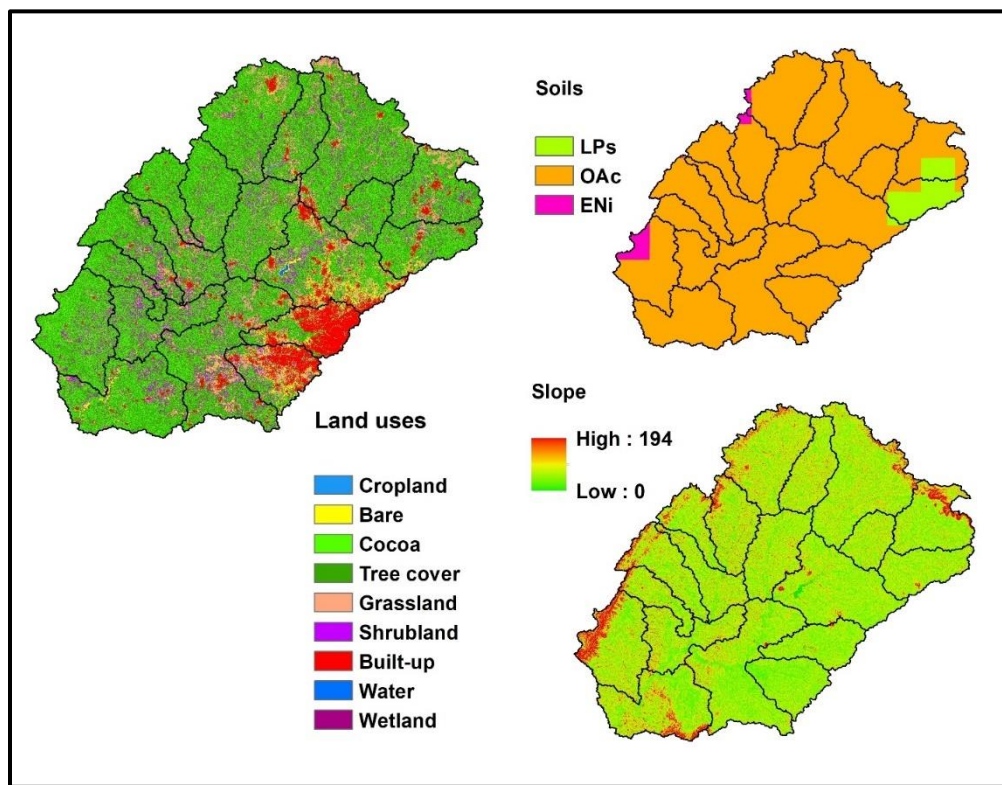 Soils
LPs
OAc
ENi
Slope
High : 194
Low : 0
Land uses
Cropland
Bare
Cocoa
Tree cover
Grassland
Shrubland
Built-up
Water
Wetland